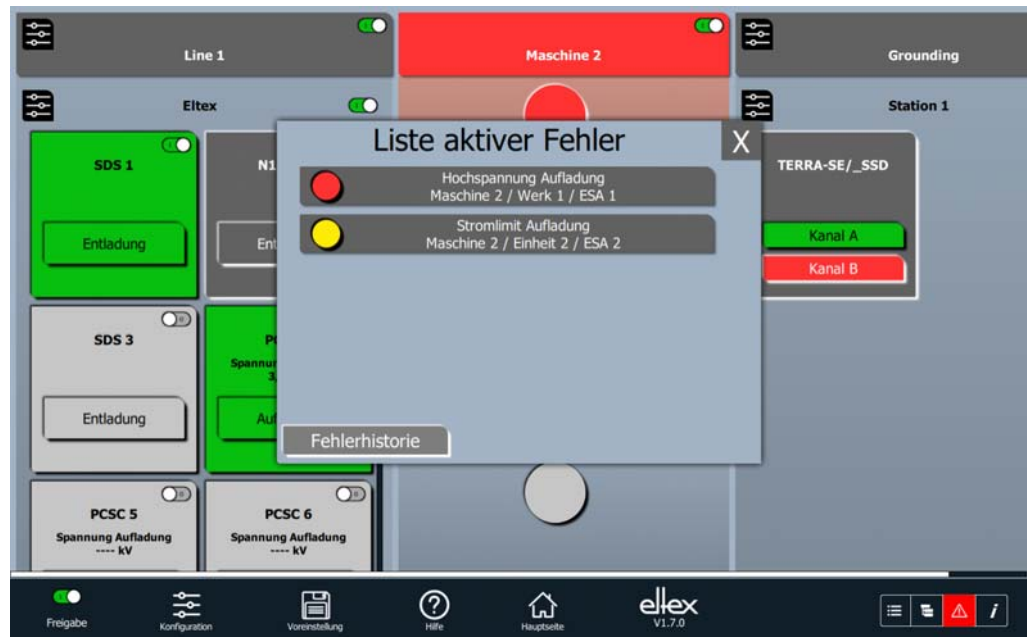 Line 1
Maschine 2
Grounding
Eltex
Station 1
Liste aktiver Fehler
X
SDS 1
N1
TERRA-SE/_SSD
Hochspannung Aufladung
Maschine 2 / Werk 1 / ESA 1
Stromlimit Aufladung
Maschine 2 / Einheit 2 / ESA 2
Entladung
Ent
Kanal A
Kanal B
SDS 3
Entladung
Fehlerhistorie
PCSC 5
PCSC 6
Spannung Aufladung
---- kV
Spannung Aufladung
---- kV
Freigabe
Konfiguration
Voreinstellung
Hilfe
Hauptseite
eltex
V1.7.0